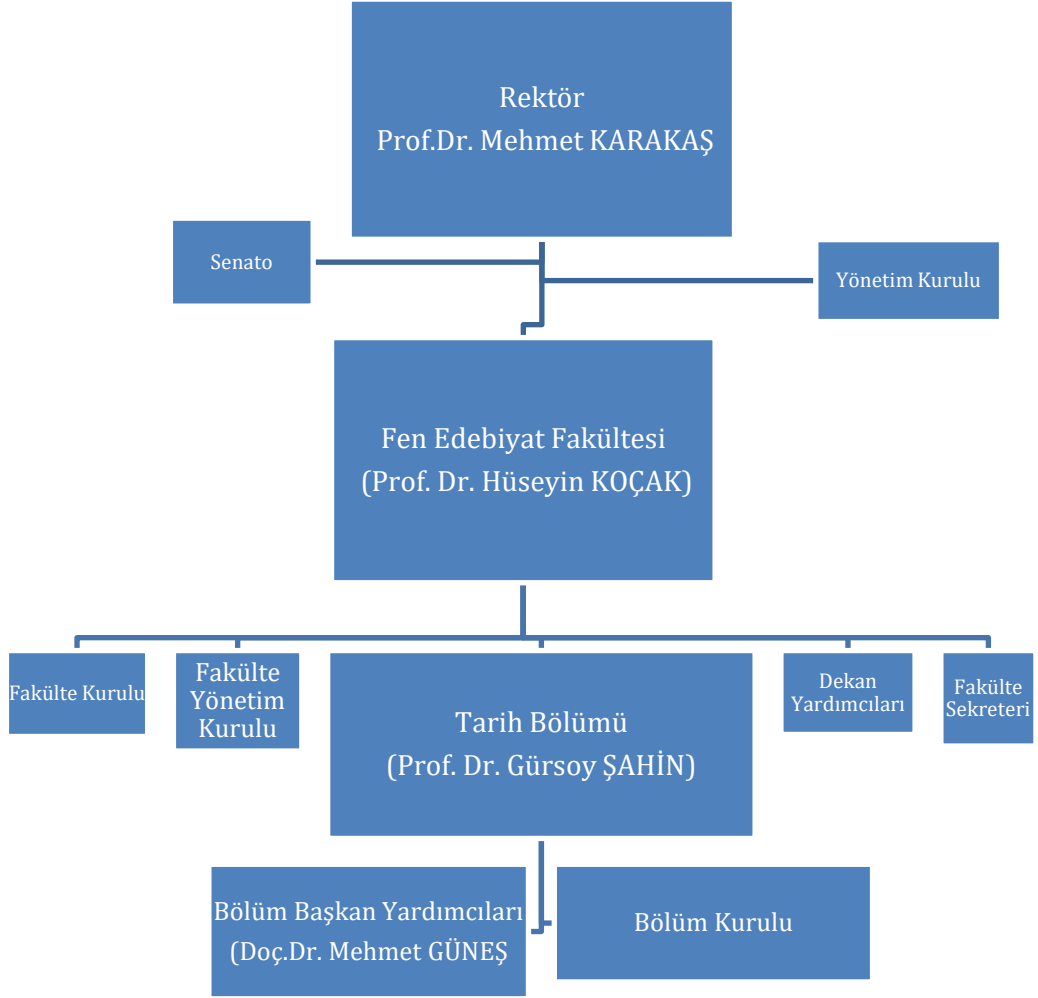 Rektör
Prof.Dr. Mehmet KARAKAŞ
Senato
Yönetim Kurulu
Fen Edebiyat Fakültesi
(Prof. Dr. Hüseyin KOÇAK)
Fakülte Kurulu
Fakülte
Yönetim
Kurulu
Tarih Bölümü
(Prof. Dr. Gürsoy ŞAHİN)
Dekan
Yardımcıları
Fakülte
Sekreteri
Bölüm Başkan Yardımcıları
(Doç.Dr. Mehmet GÜNEŞ
Bölüm Kurulu